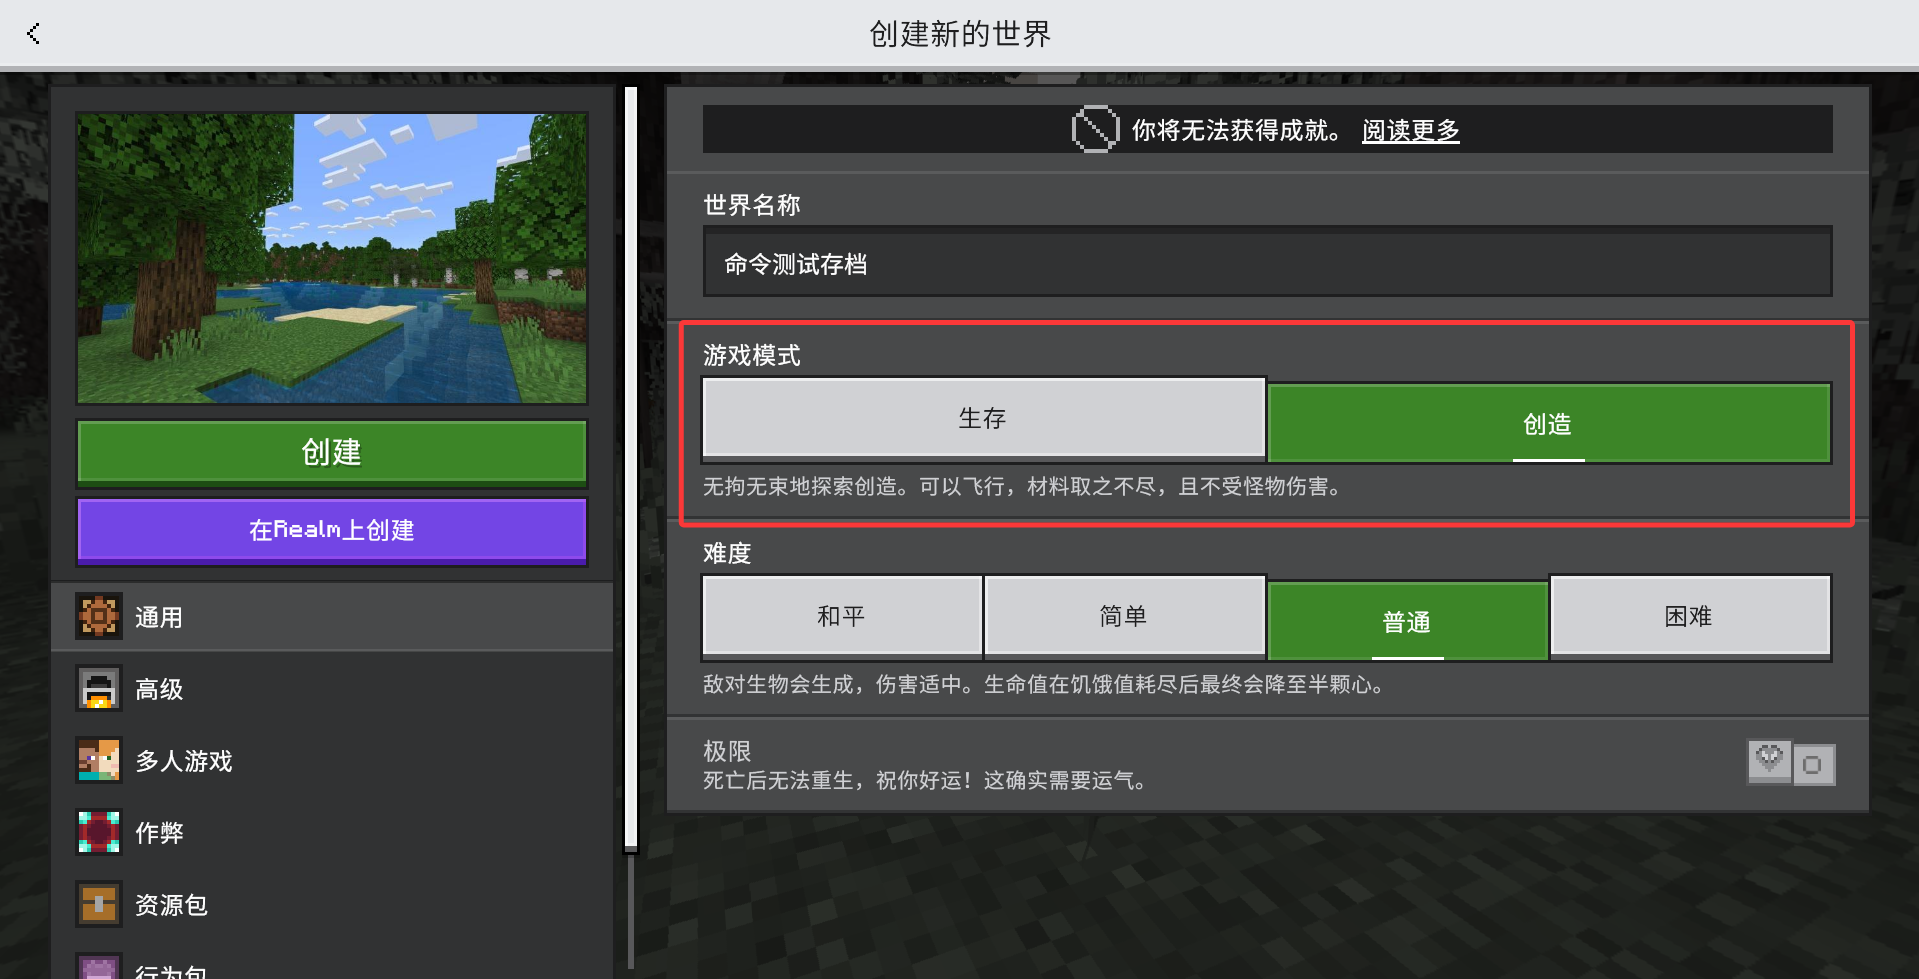 创建新的世界
创建
在Realm上创建
通用
高级
多人游戏
作弊
资源包
行为包
你将无法获得成就。 阅读更多
世界名称
命令测试存档
游戏模式
生存
创造
无拘无束地探索创造。可以飞行，材料取之不尽，且不受怪物伤害。
难度
和平
简单
普通
困难
敌对生物会生成，伤害适中。生命值在饥饿值耗尽后最终会降至半颗心。
极限
死亡后无法重生，祝你好运！这确实需要运气。